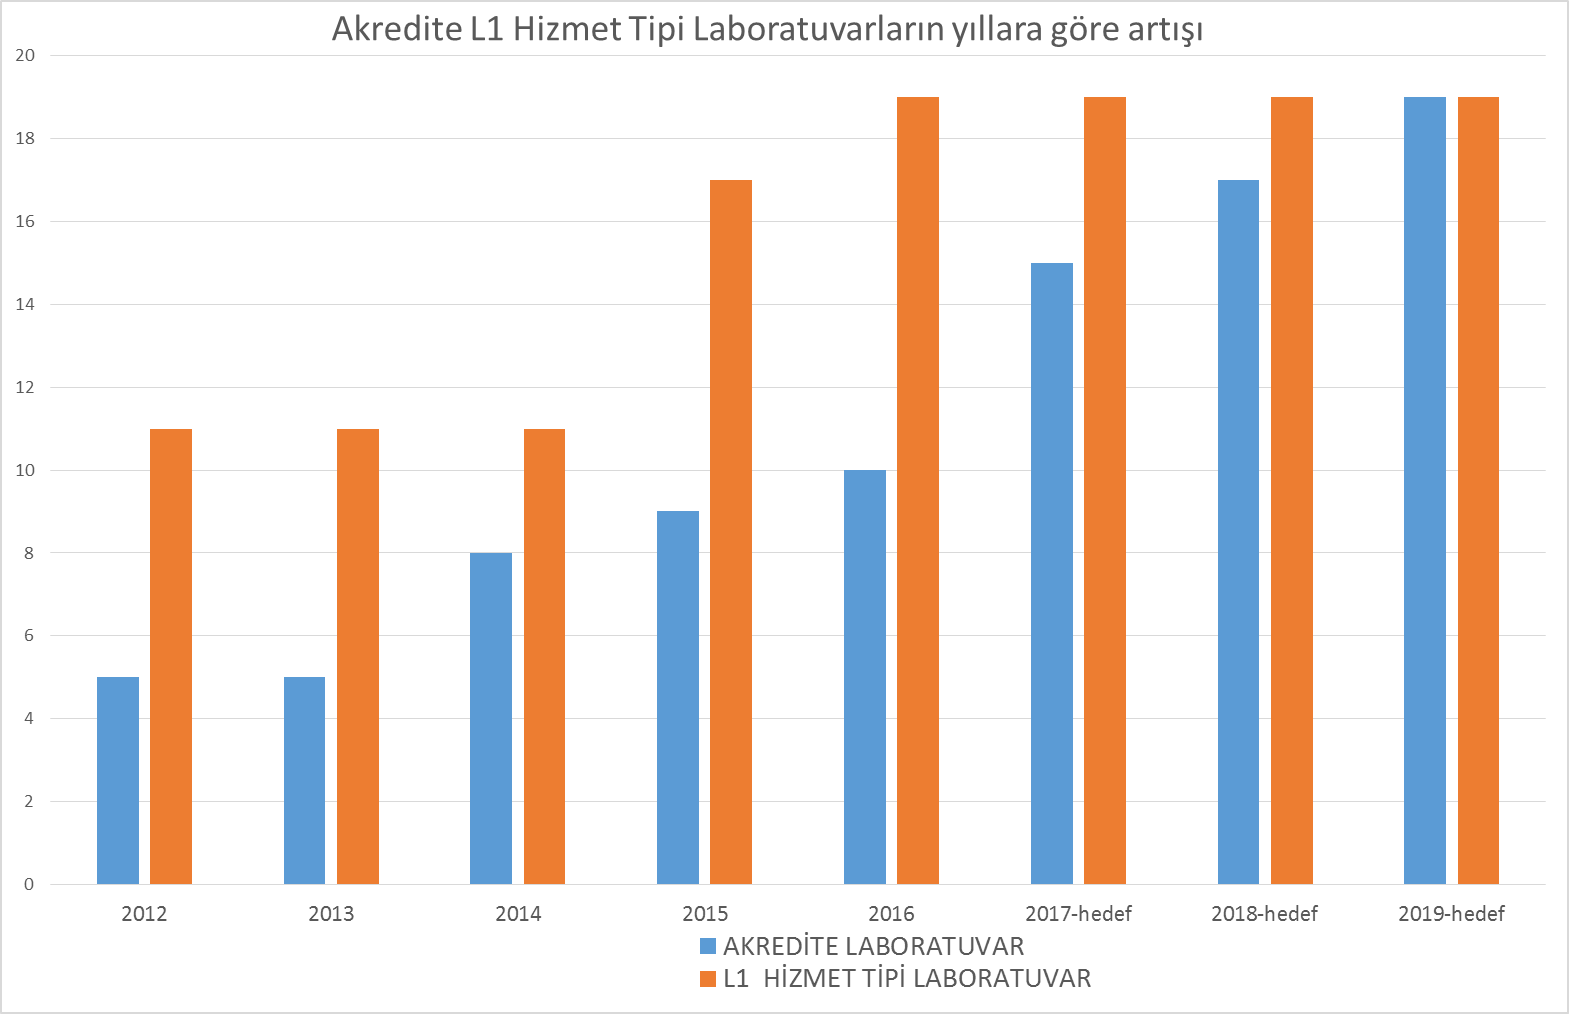 Akredite L1 Hizmet Tipi Laboratuvarların yıllara göre artışı
20
18
16
14
12
10
8
6
4
2
0
2012 2013 2014 2015 2016 2017-hedef 2018-hedef 2019-hedef
AKREDİTE LABORATUVAR
L1  HİZMET TİPİ LABORATUVAR